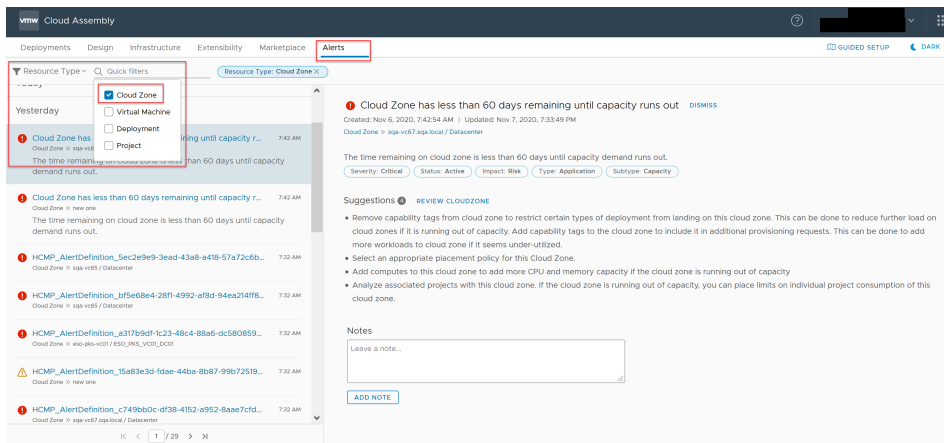 vmw Cloud Assembly
Deployments Design Infrastructure Extensibility Marketplace Alerts
GUIDED SETUP DARK
Resource Type Quick filters Resource Type: Cloud Zone ×
Cloud Zone
Virtual Machine
Deployment
Project
Yesterday
Cloud Zone has ining until capacity r... 7:42 AM
Cloud Zone »
The time remaining on cloud zone is less than 60 days until capacity
demand runs out.
Cloud Zone has less than 60 days remaining until capacity r... 7:42 AM
Cloud Zone » new one
The time remaining on cloud zone is less than 60 days until capacity
demand runs out.
HCMP_AlertDefinition_5ec2e9e9-3ead-43a8-a418-57a72c6b... 7:32 AM
Cloud Zone » sqa-vc65 / Datacenter
HCMP_AlertDefinition_bf5e68e4-28f1-4992-af8d-94ea214ff8... 7:32 AM
Cloud Zone » sqa-vc65 / Datacenter
HCMP_AlertDefinition_a317b9df-1c23-48c4-88a6-dc580859... 7:32 AM
Cloud Zone » eso-pks-vc01 / ESO_PKS_VC01_DC01
HCMP_AlertDefinition_15a83e3d-fdae-44ba-8b87-99b72519... 7:32 AM
Cloud Zone » new one
HCMP_AlertDefinition_c749bb0c-df38-4152-a952-8aae7cfd... 7:32 AM
Cloud Zone » sqa-vc67.sqa.local / Datacenter
1 / 29
Cloud Zone has less than 60 days remaining until capacity runs out DISMISS
Created: Nov 6, 2020, 7:42:54 AM | Updated: Nov 7, 2020, 7:33:49 PM
Cloud Zone » sqa-vc67.sqa.local / Datacenter
The time remaining on cloud zone is less than 60 days until capacity demand runs out.
Severity: Critical Status: Active Impact: Risk Type: Application Subtype: Capacity
Suggestions 4 REVIEW CLOUDZONE
• Remove capability tags from cloud zone to restrict certain types of deployment from landing on this cloud zone. This can be done to reduce further load on
cloud zones if it is running out of capacity. Add capability tags to the cloud zone to include it in additional provisioning requests. This can be done to add
more workloads to cloud zone if it seems under-utilized.
• Select an appropriate placement policy for this Cloud Zone.
• Add computes to this cloud zone to add more CPU and memory capacity if the cloud zone is running out of capacity
• Analyze associated projects with this cloud zone. If the cloud zone is running out of capacity, you can place limits on individual project consumption of this
cloud zone.
Notes
Leave a note...
ADD NOTE